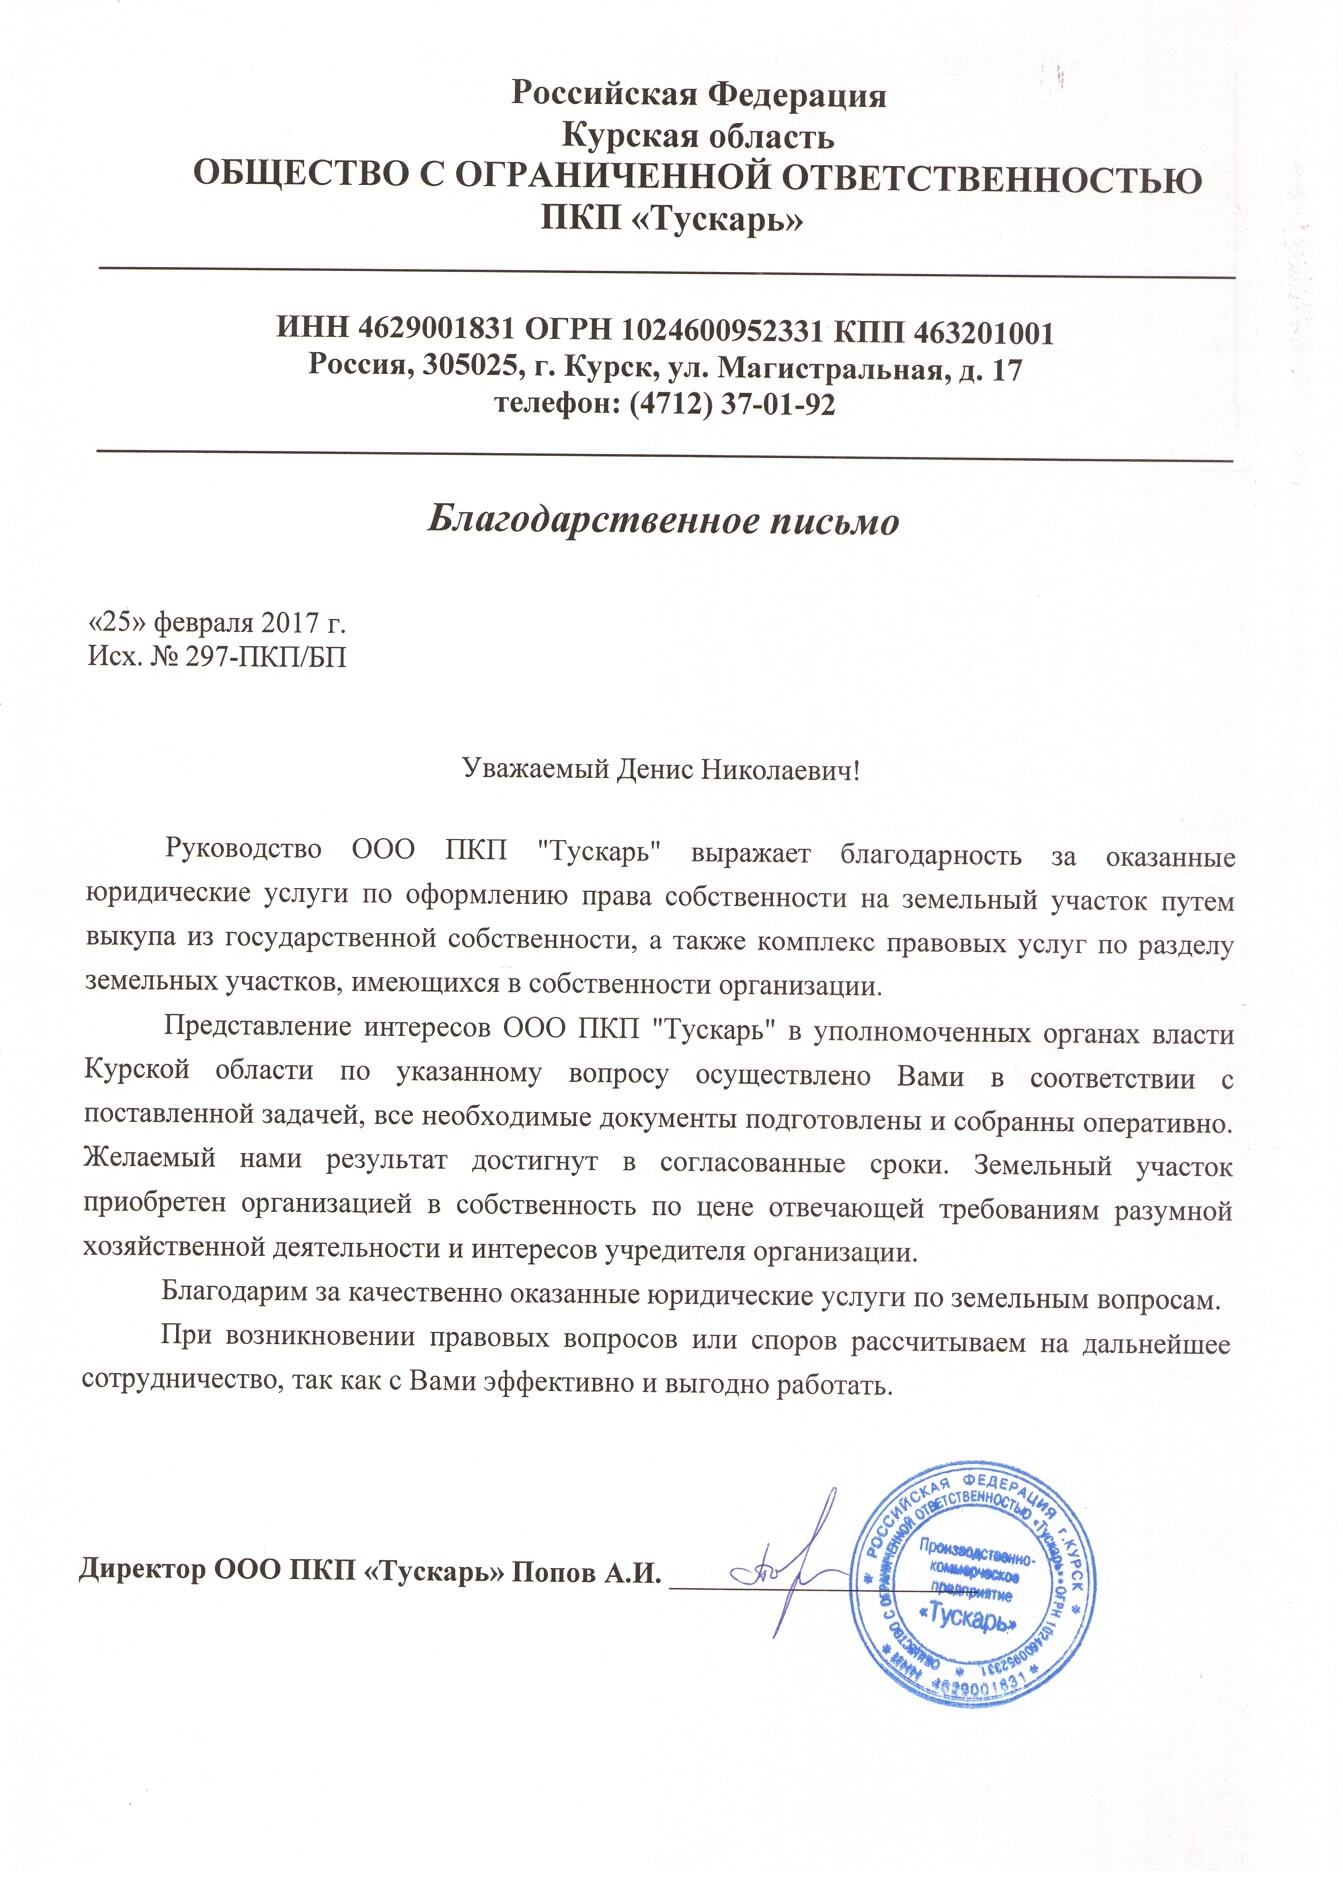 Российская Федерация
Курская область
ОБЩЕСТВО С ОГРАНИЧЕННОЙ ОТВЕТСТВЕННОСТЬЮ
ПКП «Тускарь»
ИНН 4629001831 ОГРН 1024600952331 КПП 463201001
Россия, 305025, г. Курск, ул. Магистральная, д. 17
телефон: (4712) 37-01-92
Благодарственное письмо
«25» февраля 2017 г.
Исх. № 297-ПКП/БП
Уважаемый Денис Николаевич!
Руководство ООО ПКП "Тускарь" выражает благодарность за оказанные
юридические услуги по оформлению права собственности на земельный участок путем
выкупа из государственной собственности, а также комплекс правовых услуг по разделу
земельных участков, имеющихся в собственности организации.
Представление интересов ООО ПКП "Тускарь" в уполномоченных органах власти
Курской области по указанному вопросу осуществлено Вами в соответствии с
поставленной задачей, все необходимые документы подготовлены и собранны оперативно.
Желаемый нами результат достигнут в согласованные сроки. Земельный участок
приобретен организацией в собственность по цене отвечающей требованиям разумной
хозяйственной деятельности и интересов учредителя организации.
Благодарим за качественно оказанные юридические услуги по земельным вопросам.
При возникновении правовых вопросов или споров рассчитываем на дальнейшее
сотрудничество, так как с Вами эффективно и выгодно работать.
Директор ООО ПКП «Тускарь» Попов А.И.
* РОССИЙСКАЯ ФЕДЕРАЦИЯ г.КУРСК *
* ИНН 4629001831 *
ОБЩЕСТВО С ОГРАНИЧЕННОЙ ОТВЕТСТВЕННОСТЬЮ «Тускарь» * ОГРН 1024600952331 *
Производственно-
коммерческое
предприятие
«Тускарь»